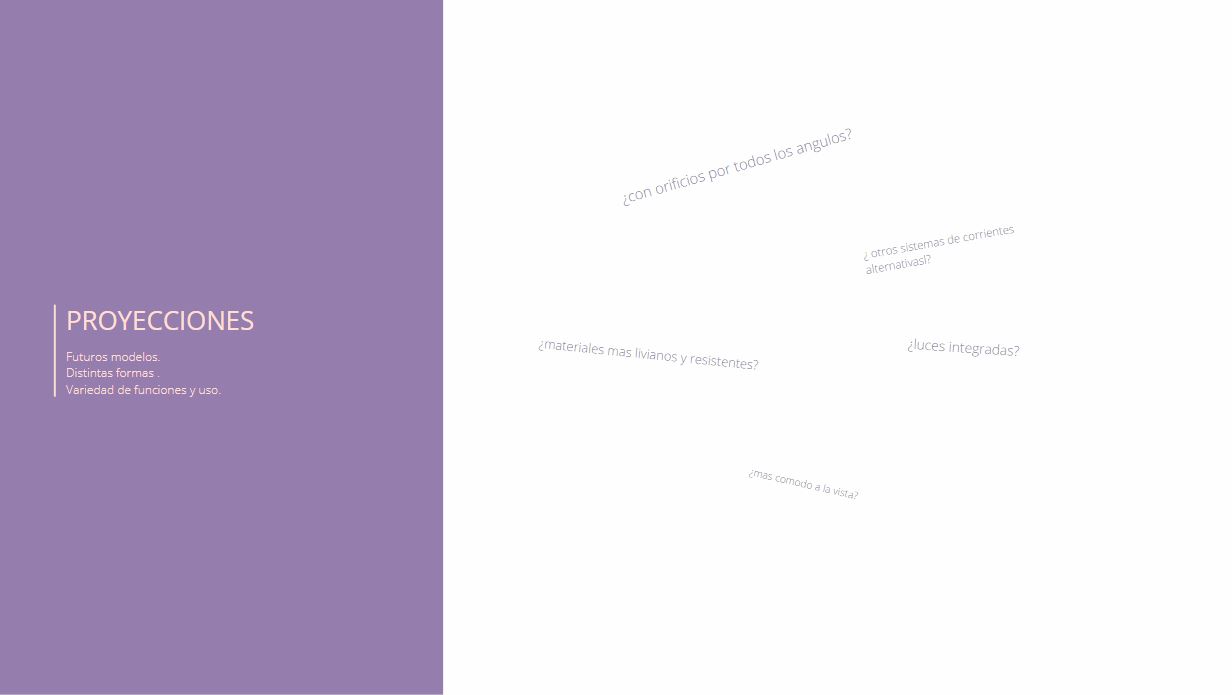 PROYECCIONES
Futuros modelos.
Distintas formas .
Variedad de funciones y uso.
¿con orificios por todos los angulos?
¿ otros sistemas de corrientes
alternativasl?
¿materiales mas livianos y resistentes?
¿luces integradas?
¿mas comodo a la vista?